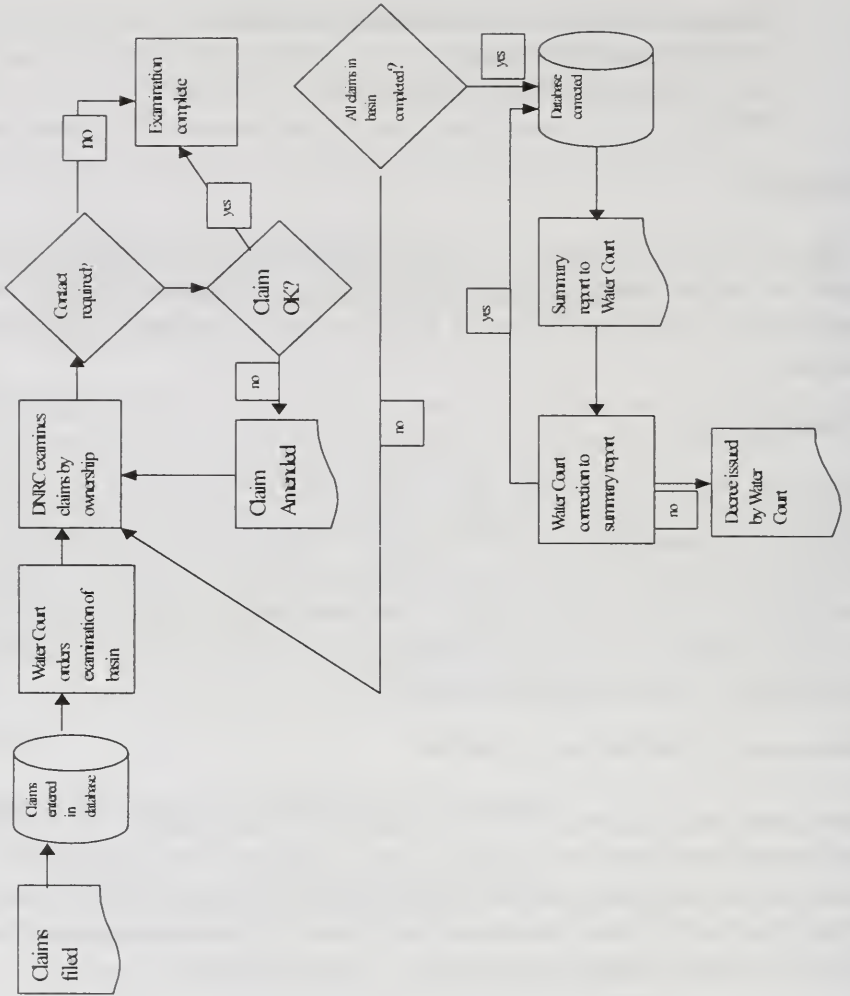 Claims
filed
Claims
entered
in
database
Water Court
orders
examination of
basin
DNRC examines
claims by
ownership
Contact
required?
no
Examination
complete
Claim
OK?
yes
no
Claim
Amended
All claims in
basin
completed?
yes
no
Database
corrected
Summary
report to
Water Court
yes
Water Court
correction to
summary report
no
Decree issued
by Water
Court